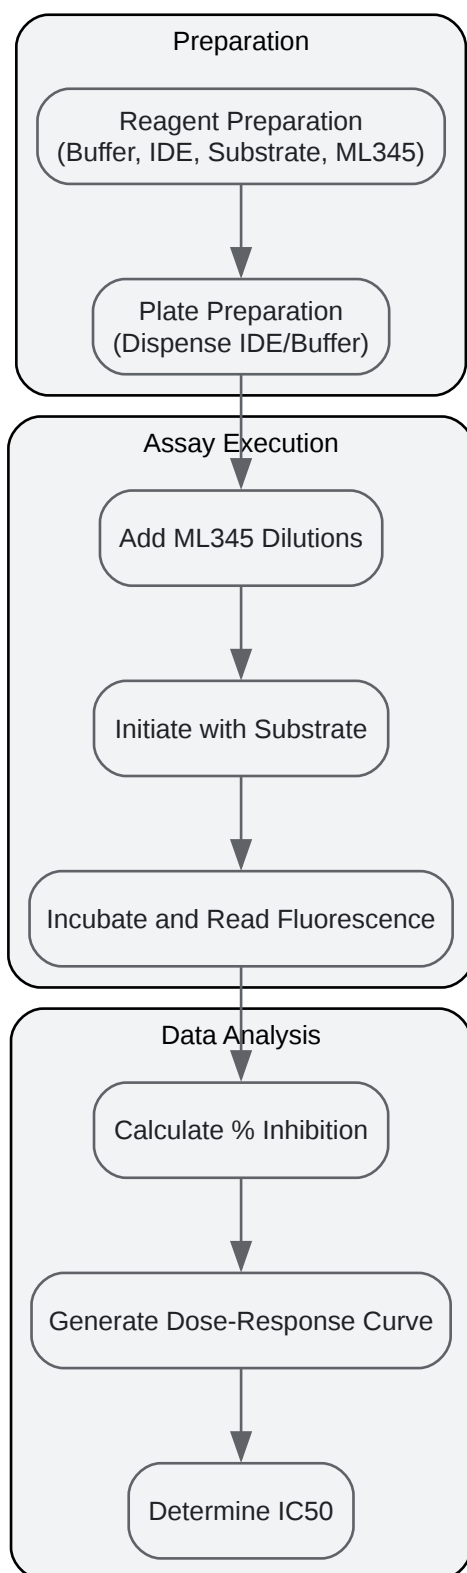 Preparation
Reagent Preparation
(Buffer, IDE, Substrate, ML345)
Plate Preparation
(Dispense IDE/Buffer)
Assay Execution
Add ML345 Dilutions
Initiate with Substrate
Incubate and Read Fluorescence
Data Analysis
Calculate % Inhibition
Generate Dose-Response Curve
Determine IC50